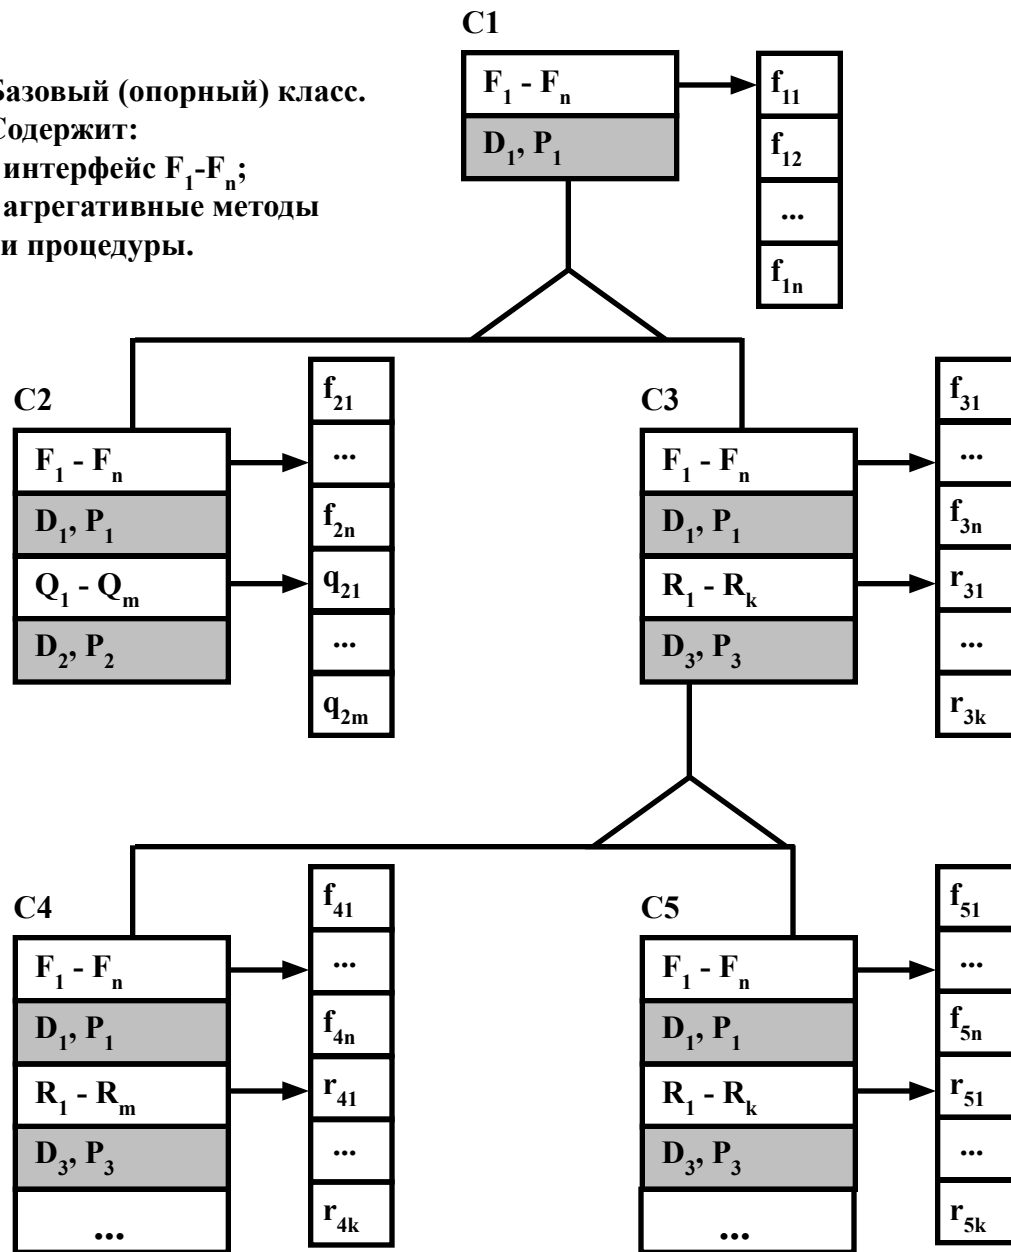 C1
Базовый (опорный) класс.
Содержит:
интерфейс F₁-Fₙ;
агрегативные методы
и процедуры.
F₁ - Fₙ
D₁, P₁
f₁₁
f₁₂
...
f₁ₙ
C2
F₁ - Fₙ
D₁, P₁
Q₁ - Qₘ
D₂, P₂
f₂₁
...
f₂ₙ
q₂₁
...
q₂ₘ
C3
F₁ - Fₙ
D₁, P₁
R₁ - Rₖ
D₃, P₃
f₃₁
...
f₃ₙ
r₃₁
...
r₃ₖ
C4
F₁ - Fₙ
D₁, P₁
R₁ - Rₘ
D₃, P₃
...
f₄₁
...
f₄ₙ
r₄₁
...
r₄ₖ
C5
F₁ - Fₙ
D₁, P₁
R₁ - Rₖ
D₃, P₃
...
f₅₁
...
f₅ₙ
r₅₁
...
r₅ₖ